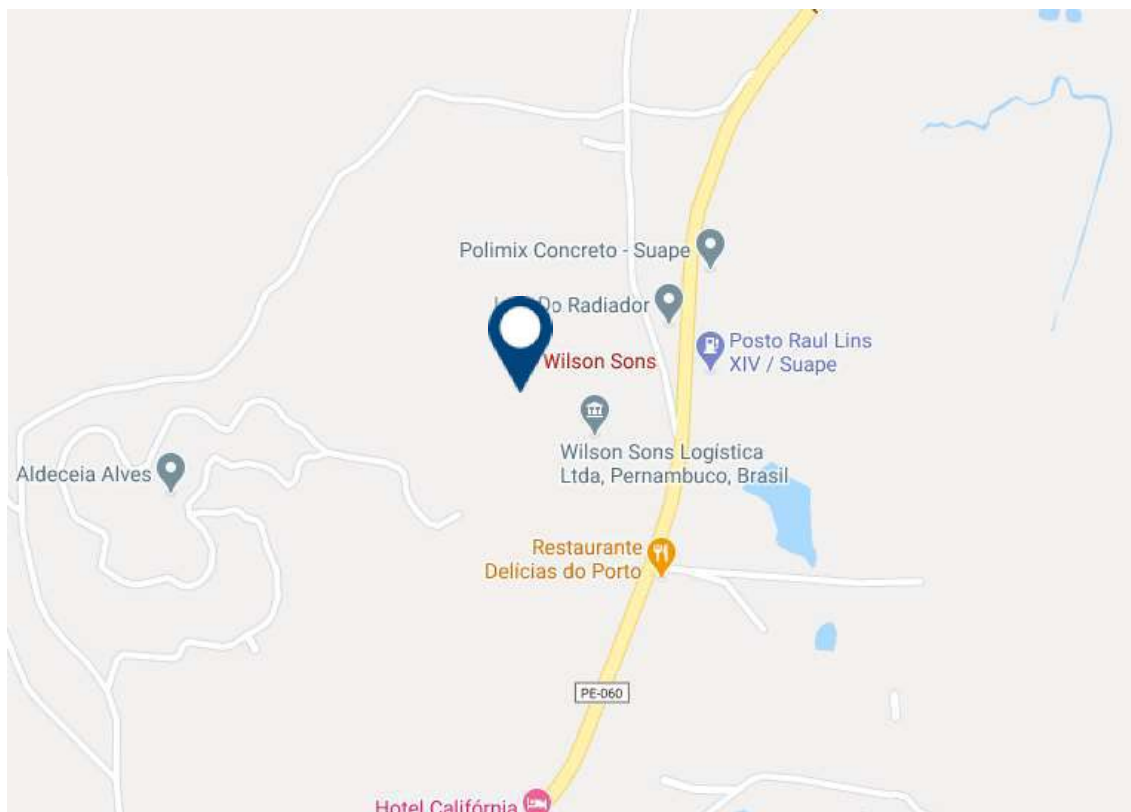 Polimix Concreto - Suape
Do Radiador
Posto Raul Lins
XIV / Suape
Wilson Sons
Wilson Sons Logística
Ltda, Pernambuco, Brasil
Aldeceia Alves
Restaurante
Delícias do Porto
PE-060
Hotel Califórnia